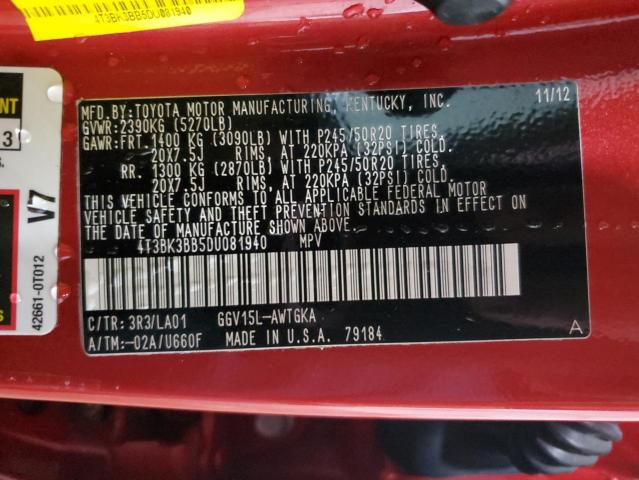 4T3BK3BB5DU081940
MFD.BY:TOYOTA MOTOR MANUFACTURING, KENTUCKY, INC. 11/12
GVWR:2390KG (5270LB)
GAWR:FRT. 1400 KG (3090LB) WITH P245/50R20 TIRES,
20X7.5J RIMS, AT 220KPA (32PSI) COLD.
RR. 1300 KG (2870LB) WITH P245/50R20 TIRES,
20X7.5J RIMS, AT 220KPA (32PSI) COLD.
THIS VEHICLE CONFORMS TO ALL APPLICABLE FEDERAL MOTOR
VEHICLE SAFETY AND THEFT PREVENTION STANDARDS IN EFFECT ON
THE DATE OF MANUFACTURE SHOWN ABOVE.
4T3BK3BB5DU081940 MPV
C/TR: 3R3/LA01 GGV15L-AWTGKA
A/TM:-02A/U660F MADE IN U.S.A. 79184 A
3
V7
42661-0T012